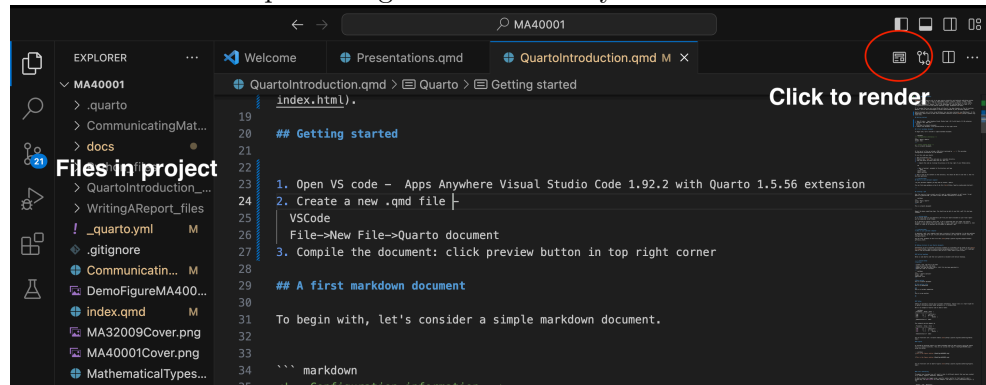 MA40001
EXPLORER
Welcome
Presentations.qmd
QuartoIntroduction.qmd M
MA40001
QuartoIntroduction.qmd > Quarto > Getting started
Click to render
.quarto
index.html).
CommunicatingMat...
19
docs
20 ## Getting started
21
21
Files in project
22
QuartoIntroduction_...
23 1. Open VS code – Apps Anywhere Visual Studio Code 1.92.2 with Quarto 1.5.56 extension
WritingAReport_files
24 2. Create a new .qmd file
_quarto.yml M
25 VSCode
.gitignore
26 File->New File->Quarto document
Communicatin... M
27 3. Compile the document: click preview button in top right corner
DemoFigureMA400...
28
29 ## A first markdown document
index.qmd M
30
MA32009Cover.png
31 To begin with, let's consider a simple markdown document.
MA40001Cover.png
32
33
MathematicalTypes...
34 ``` markdown